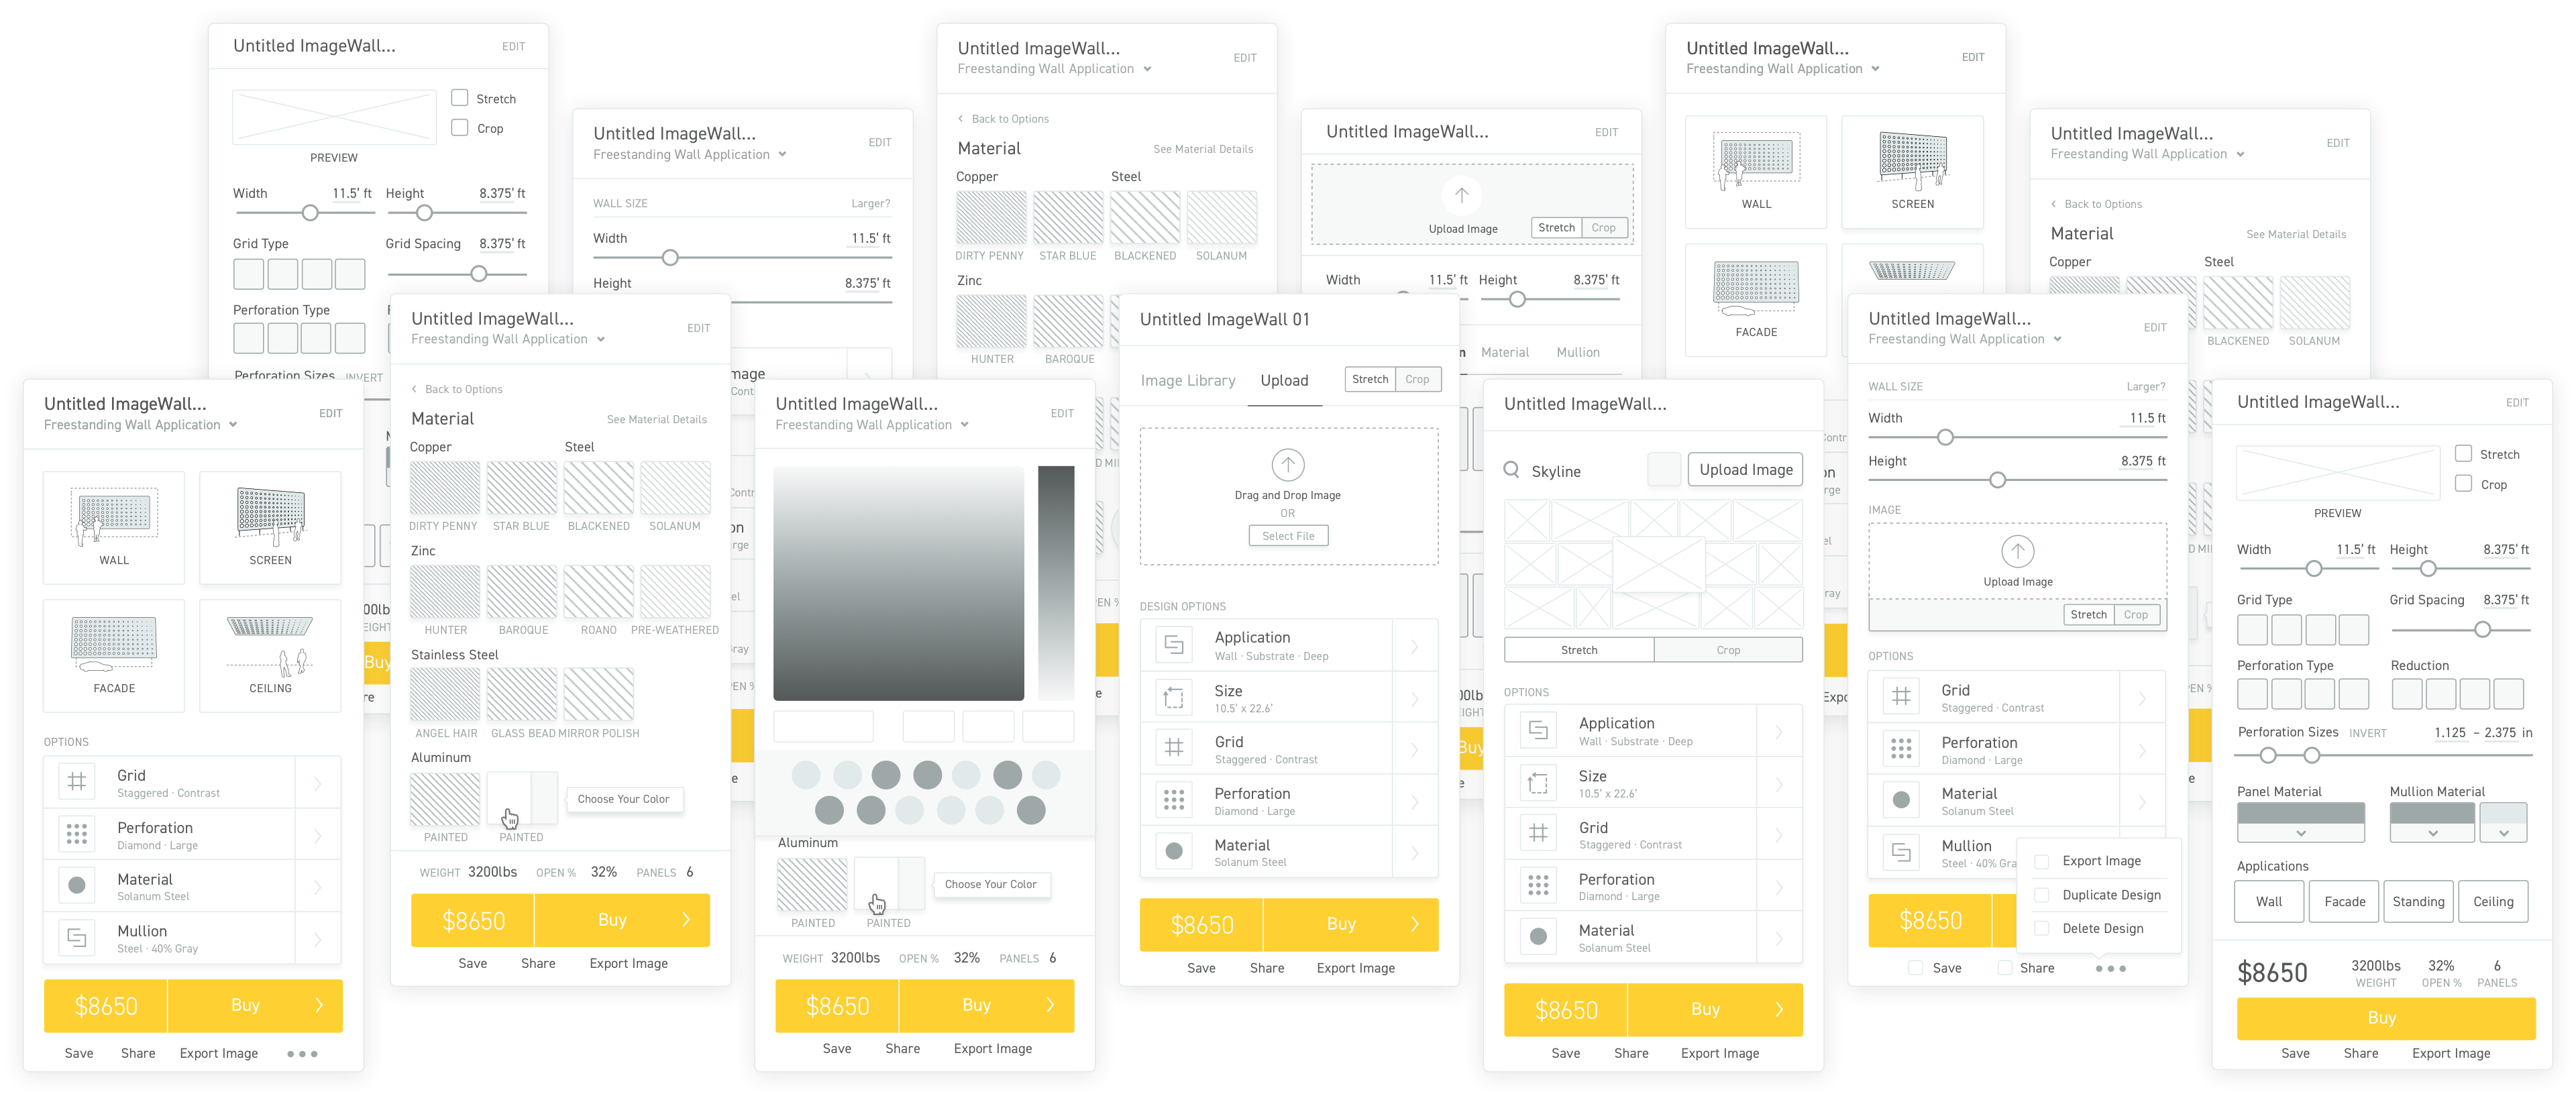 Untitled ImageWall...
EDIT
Stretch
Crop
PREVIEW
Width 11.5' ft Height 8.375' ft
Grid Type Grid Spacing 8.375' ft
Perforation Type
Perforation Sizes INVERT
Untitled ImageWall...
Freestanding Wall Application
EDIT
WALL SIZE Larger?
Width 11.5' ft
Height 8.375' ft
Untitled ImageWall...
Freestanding Wall Application
EDIT
Back to Options
Material See Material Details
Copper Steel
DIRTY PENNY STAR BLUE BLACKENED SOLANUM
Zinc
HUNTER BAROQUE
Untitled ImageWall...
EDIT
Upload Image
Stretch Crop
Width 11.5' ft Height 8.375' ft
Material Mullion
Untitled ImageWall...
Freestanding Wall Application
EDIT
WALL SCREEN
FACADE
Untitled ImageWall...
Freestanding Wall Application
EDIT
Back to Options
Material See Material Details
Copper Steel
BLACKENED SOLANUM
Untitled ImageWall...
Freestanding Wall Application
EDIT
WALL SCREEN
FACADE CEILING
OPTIONS
Grid
Staggered · Contrast
Perforation
Diamond · Large
Material
Solanum Steel
Mullion
Steel · 40% Gray
$8650 Buy
Save Share Export Image
Untitled ImageWall...
Freestanding Wall Application
EDIT
Back to Options
Material See Material Details
Copper Steel
DIRTY PENNY STAR BLUE BLACKENED SOLANUM
Zinc
HUNTER BAROQUE ROANO PRE-WEATHERED
Stainless Steel
ANGEL HAIR GLASS BEAD MIRROR POLISH
Aluminum
Choose Your Color
PAINTED PAINTED
WEIGHT 3200lbs OPEN % 32% PANELS 6
$8650 Buy
Save Share Export Image
Untitled ImageWall...
Freestanding Wall Application
EDIT
Aluminum
Choose Your Color
PAINTED PAINTED
WEIGHT 3200lbs OPEN % 32% PANELS 6
$8650 Buy
Save Share Export Image
Untitled ImageWall 01
Image Library Upload Stretch Crop
Drag and Drop Image
OR
Select File
DESIGN OPTIONS
Application
Wall · Substrate · Deep
Size
10.5' x 22.6'
Grid
Staggered · Contrast
Perforation
Diamond · Large
Material
Solanum Steel
$8650 Buy
Save Share Export Image
Untitled ImageWall...
Skyline Upload Image
Stretch Crop
OPTIONS
Application
Wall · Substrate · Deep
Size
10.5' x 22.6'
Grid
Staggered · Contrast
Perforation
Diamond · Large
Material
Solanum Steel
$8650 Buy
Save Share Export Image
Untitled ImageWall...
Freestanding Wall Application
EDIT
WALL SIZE Larger?
Width 11.5 ft
Height 8.375 ft
IMAGE
Upload Image
Stretch Crop
OPTIONS
Grid
Staggered · Contrast
Perforation
Diamond · Large
Material
Solanum Steel
Mullion
Steel · 40% Gra
Export Image
Duplicate Design
Delete Design
$8650
Save Share
Untitled ImageWall...
EDIT
Stretch
Crop
PREVIEW
Width 11.5' ft Height 8.375' ft
Grid Type Grid Spacing 8.375' ft
Perforation Type Reduction
Perforation Sizes INVERT 1.125 – 2.375 in
Panel Material Mullion Material
Applications
Wall Facade Standing Ceiling
$8650 3200lbs 32% 6
WEIGHT OPEN % PANELS
Buy
Save Share Export Image